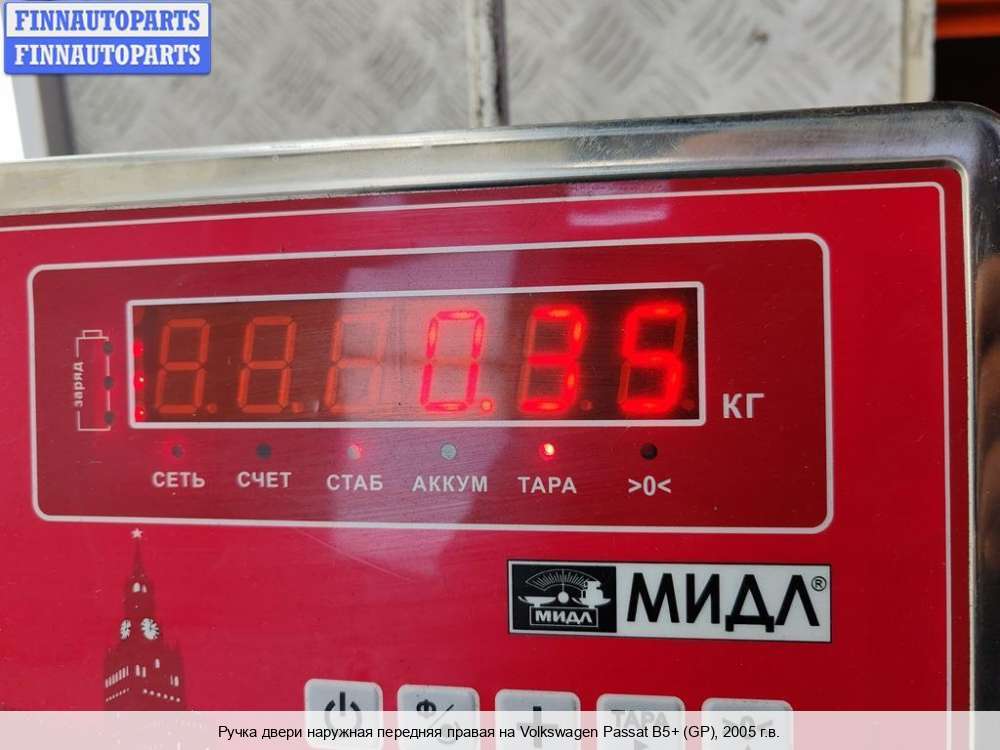 FINNAUTOPARTS
FINNAUTOPARTS
заряд
0.35
КГ
СЕТЬ СЧЕТ СТАБ АККУМ ТАРА >0<
МИДЛ
МИДЛ®
Ф/
+
ТАРА
>0<
Ручка двери наружная передняя правая на Volkswagen Passat B5+ (GP), 2005 г.в.